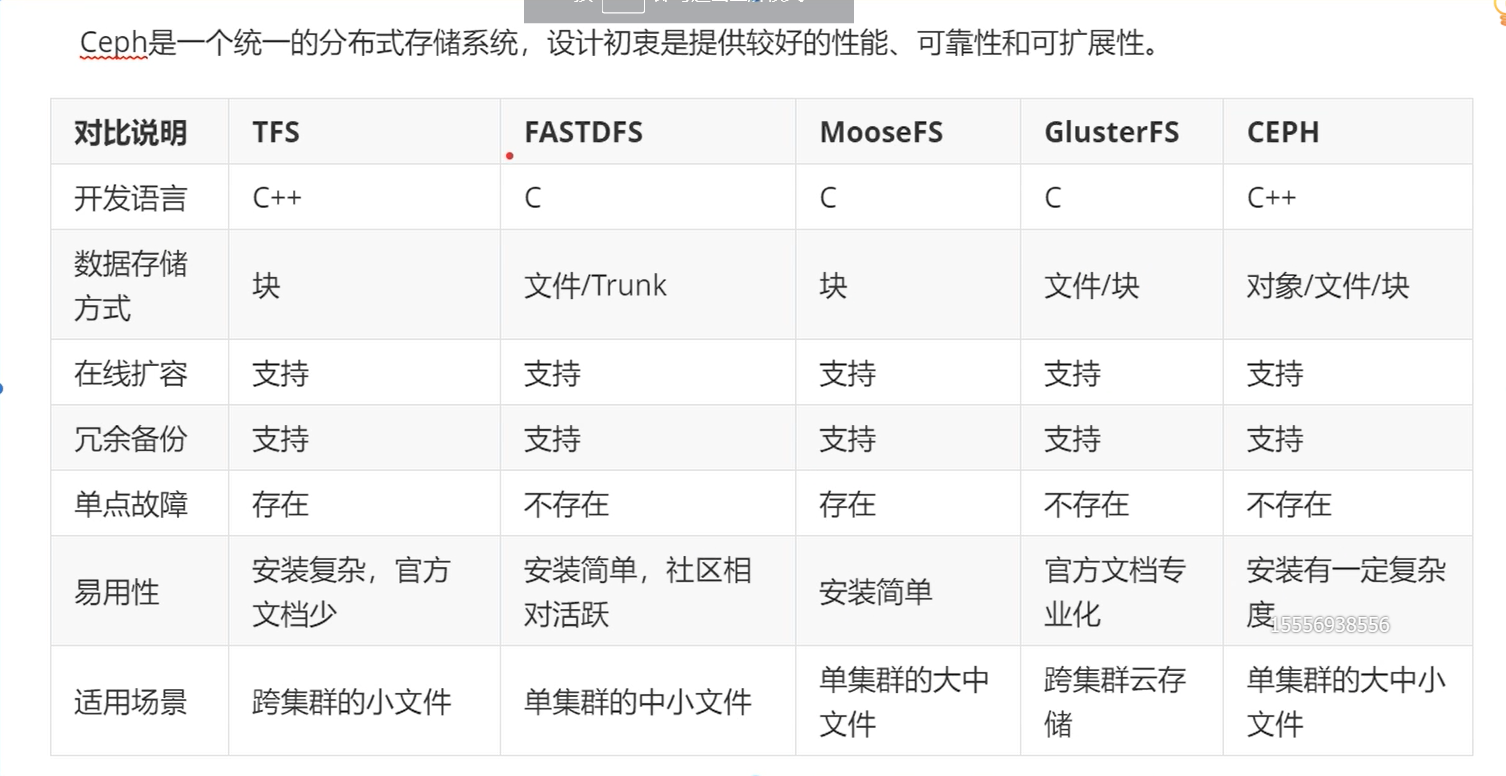 Ceph是一个统一的分布式存储系统，设计初衷是提供较好的性能、可靠性和可扩展性。
对比说明 TFS FASTDFS MooseFS GlusterFS CEPH
开发语言 C++ C C C C++
数据存储方式 块 文件/Trunk 块 文件/块 对象/文件/块
在线扩容 支持 支持 支持 支持 支持
冗余备份 支持 支持 支持 支持 支持
单点故障 存在 不存在 存在 不存在 不存在
易用性 安装复杂，官方文档少 安装简单，社区相对活跃 安装简单 官方文档专业化 安装有一定复杂度
15556938556
适用场景 跨集群的小文件 单集群的中小文件 单集群的大中文件 跨集群云存储 单集群的大中小文件